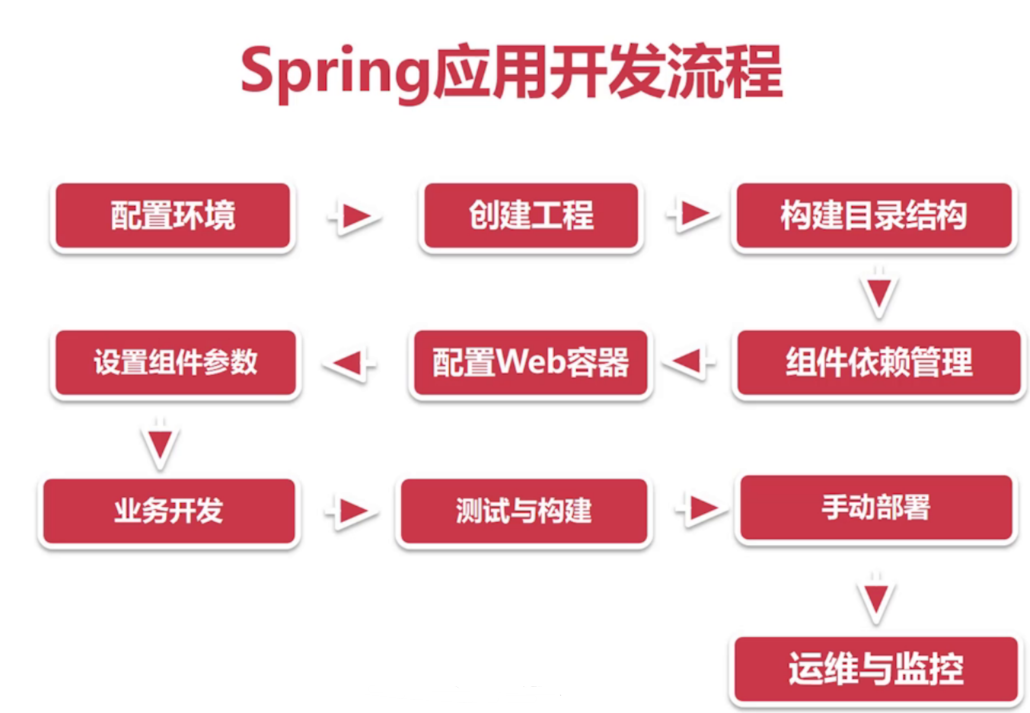 Spring应用开发流程
配置环境
创建工程
构建目录结构
组件依赖管理
配置Web容器
设置组件参数
业务开发
测试与构建
手动部署
运维与监控